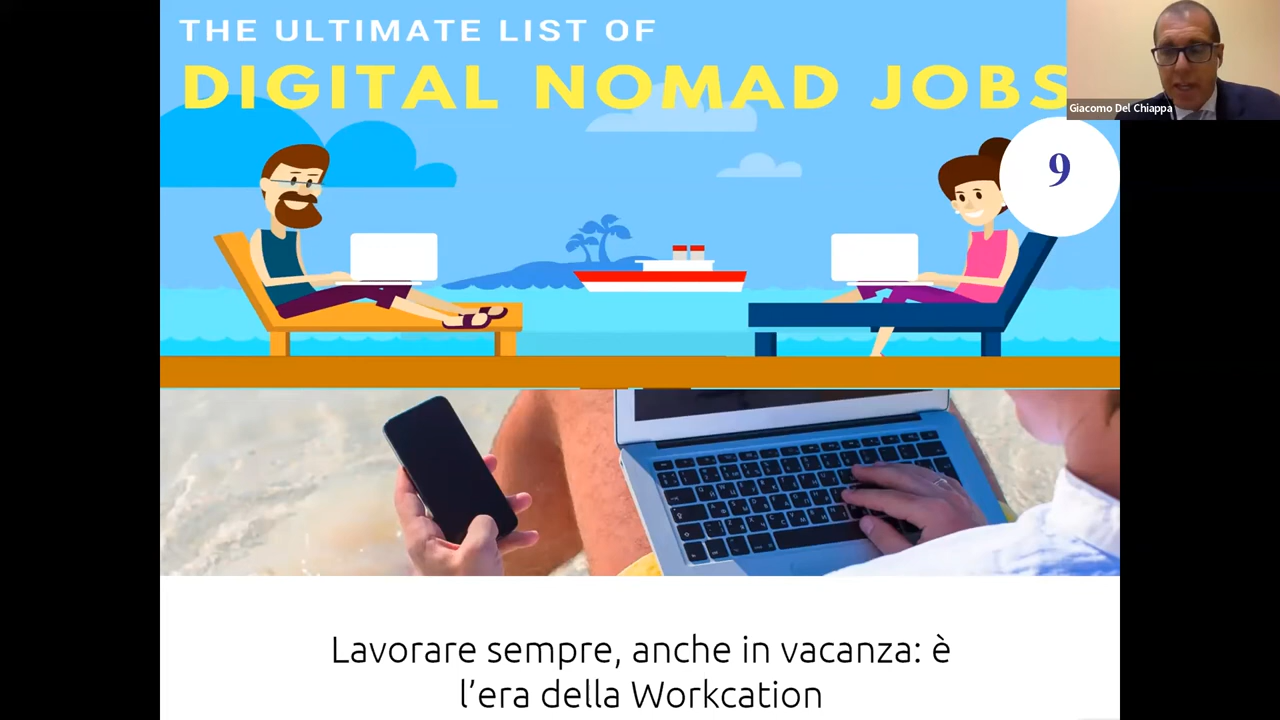 THE ULTIMATE LIST OF
DIGITAL NOMAD JOBS
Giacomo Del Chiappa
9
Lavorare sempre, anche in vacanza: è
l'era della Workcation